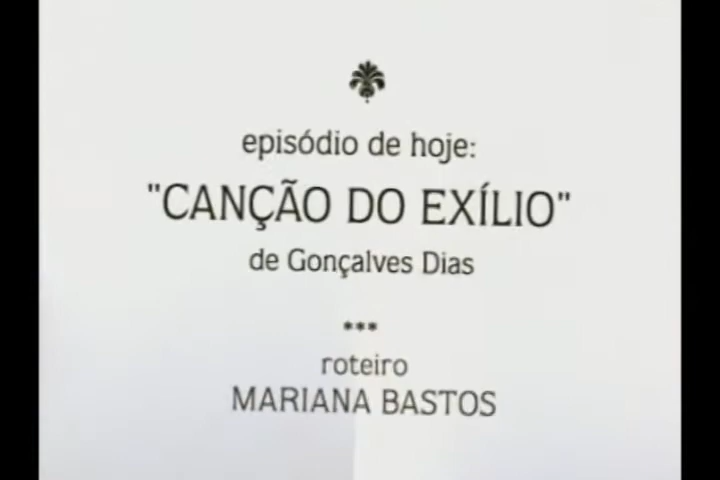 episódio de hoje:
"CANÇÃO DO EXÍLIO"
de Gonçalves Dias
***
roteiro
MARIANA BASTOS